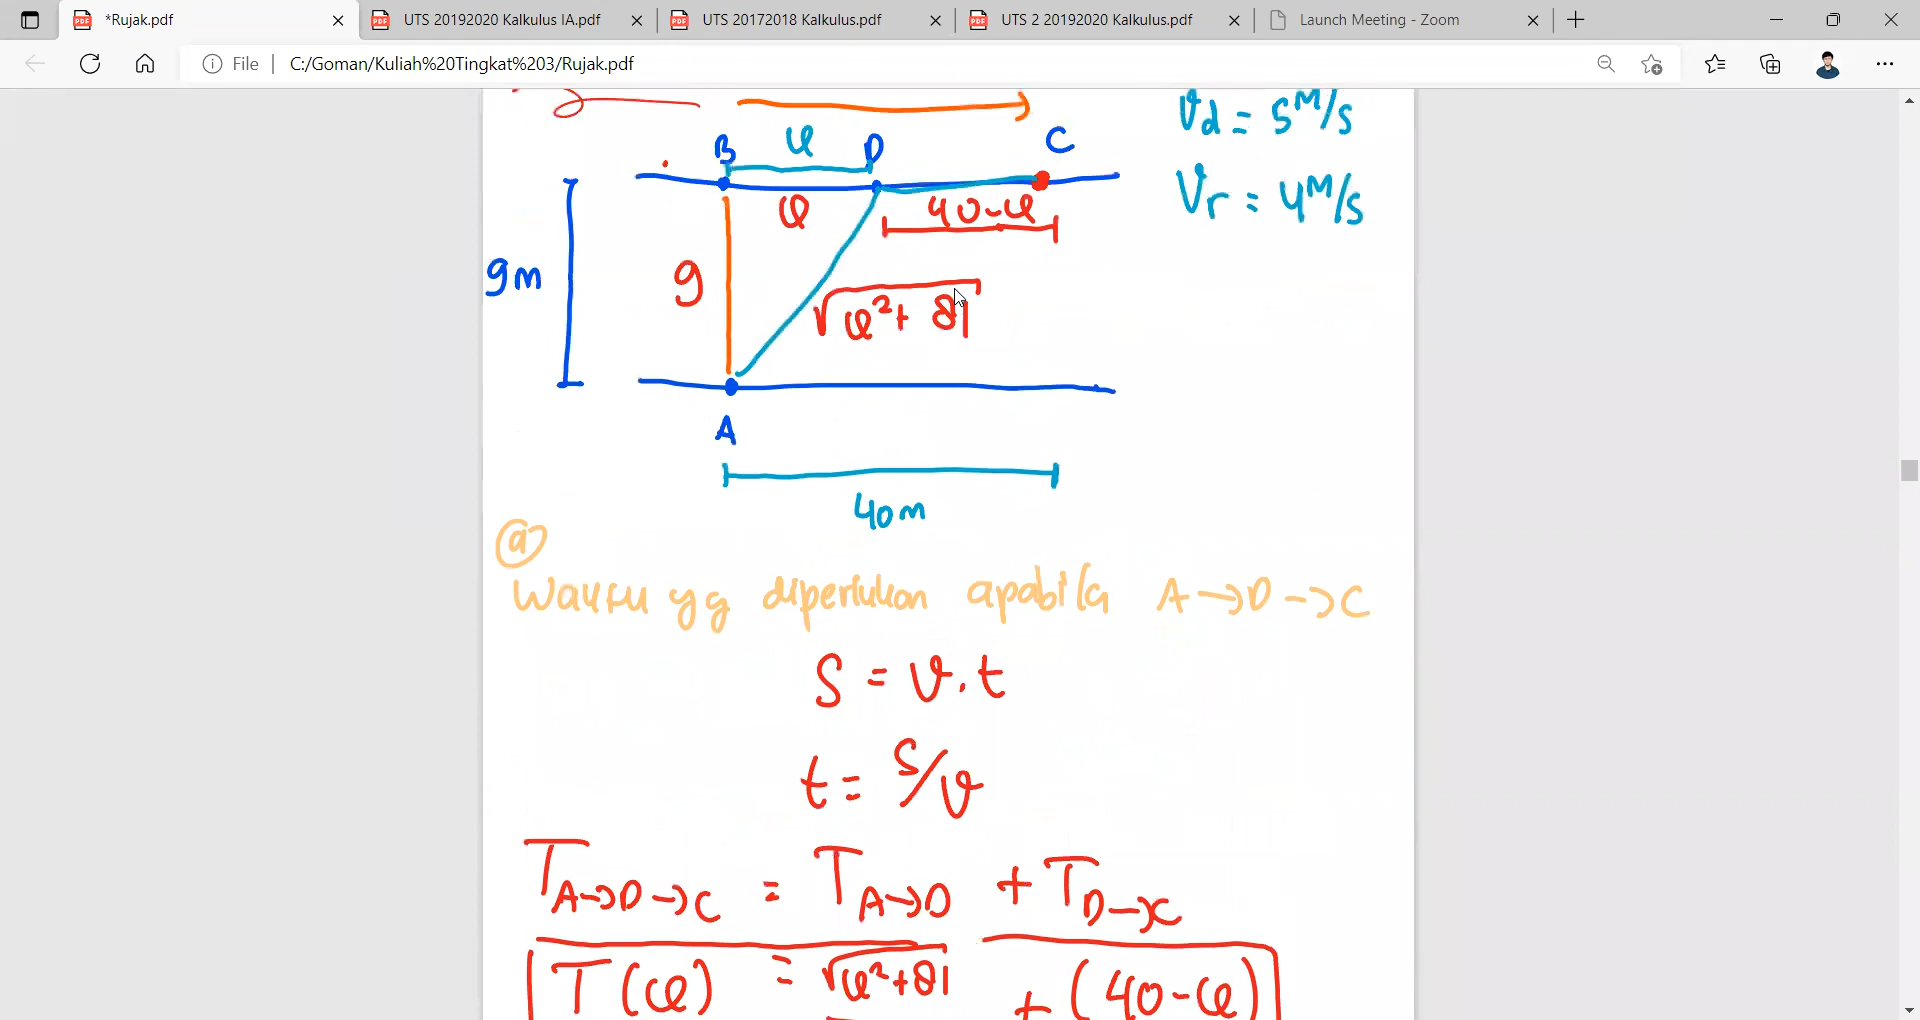 *Rujak.pdf
UTS 20192020 Kalkulus IA.pdf
UTS 20172018 Kalkulus.pdf
UTS 2 20192020 Kalkulus.pdf
Launch Meeting - Zoom
File
C:/Goman/Kuliah%20Tingkat%203/Rujak.pdf
Vd = 5 M/s
B φ D C
Vr = 4 M/s
φ 40-φ
9m 9
√φ²+81
A
40m
ⓐ
Waktu yg diperlukan apabila A→D→C
S = v.t
t = S/v
T A→D→C = T A→D + T D→C
T(φ) = √φ²+81 + (40-φ)